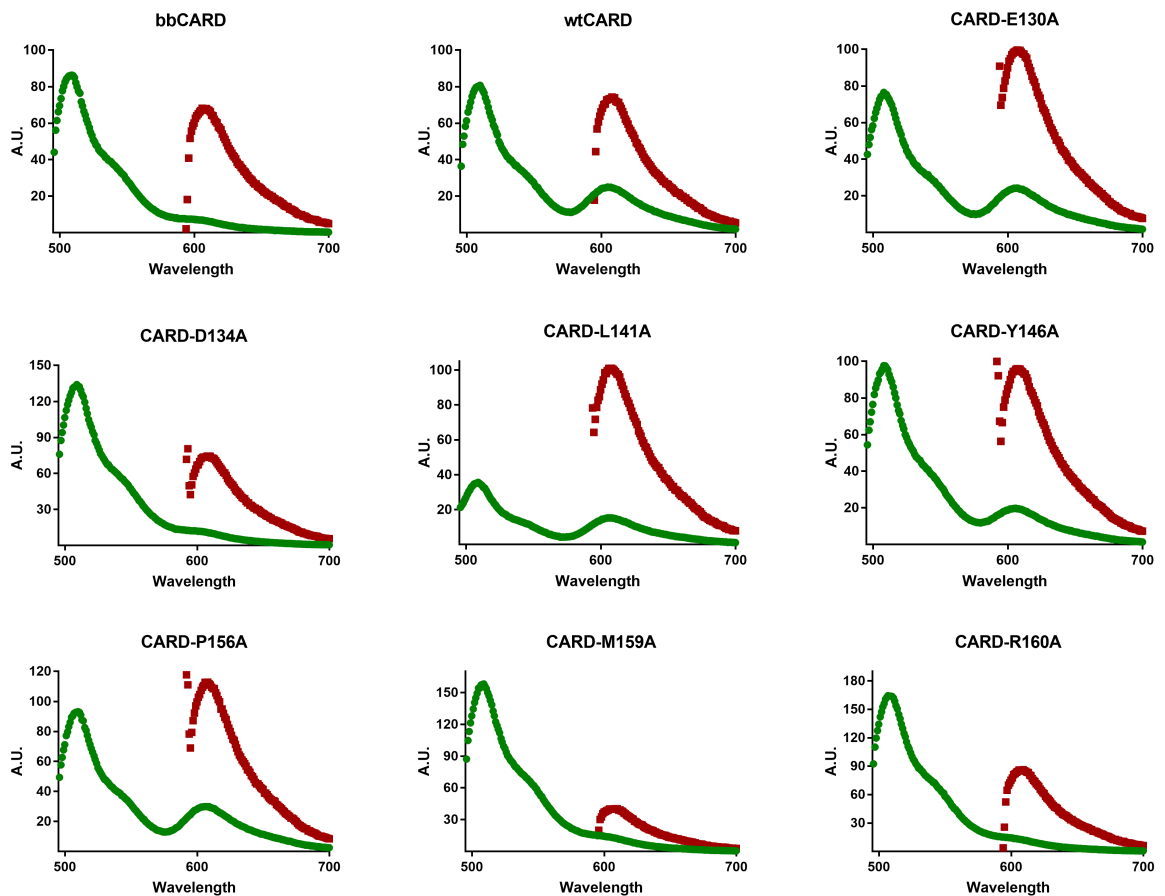 bbCARD
wtCARD
CARD-E130A
100
80
60
40
20
A.U.
500
600
700
Wavelength
100
80
60
40
20
A.U.
500
600
700
Wavelength
100
80
60
40
20
A.U.
500
600
700
Wavelength
CARD-D134A
CARD-L141A
CARD-Y146A
150
120
90
60
30
A.U.
500
600
700
Wavelength
100
80
60
40
20
A.U.
500
600
700
Wavelength
100
80
60
40
20
A.U.
500
600
700
Wavelength
CARD-P156A
CARD-M159A
CARD-R160A
120
100
80
60
40
20
A.U.
500
600
700
Wavelength
150
120
90
60
30
A.U.
500
600
700
Wavelength
180
150
120
90
60
30
A.U.
500
600
700
Wavelength